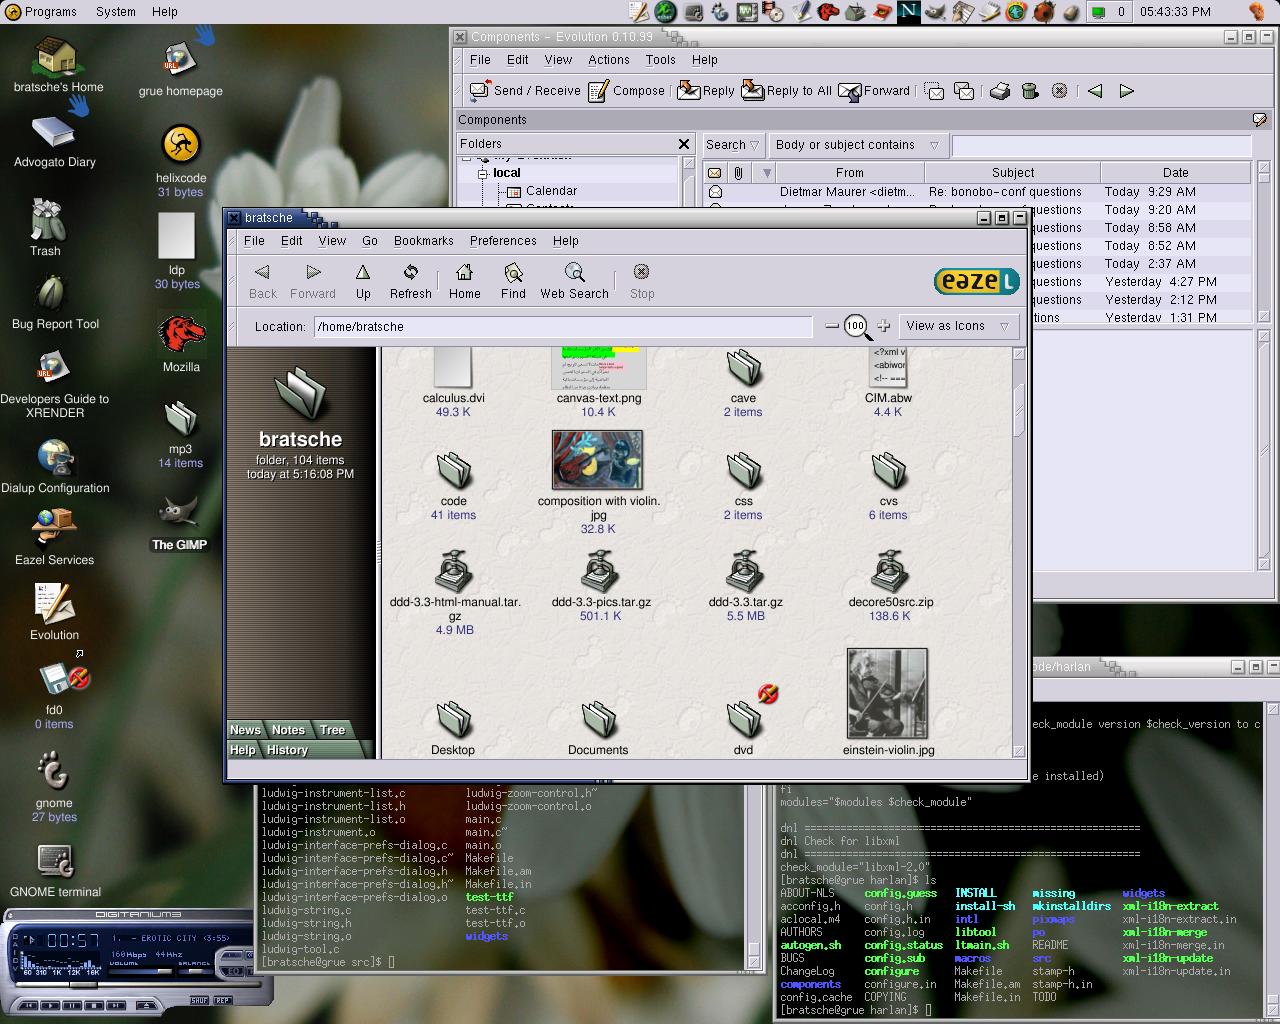 Programs System Help
0 05:43:33 PM
bratsche's Home
grue homepage
Advogato Diary
helixcode
31 bytes
Trash
ldp
30 bytes
Bug Report Tool
Mozilla
Developers Guide to
XRENDER
mp3
14 items
Dialup Configuration
The GIMP
Eazel Services
Evolution
fd0
0 items
gnome
27 bytes
GNOME terminal
Components - Evolution 0.10.99
File Edit View Actions Tools Help
Send / Receive Compose Reply Reply to All Forward
Components
Folders
Search Body or subject contains
local
Calendar
From Subject Date
Dietmar Maurer <dietm... Re: bonobo-conf questions Today 9:29 AM
uestions Today 9:20 AM
uestions Today 8:58 AM
uestions Today 8:52 AM
uestions Today 2:37 AM
uestions Yesterday 4:27 PM
uestions Yesterday 2:12 PM
tions Yesterday 1:31 PM
bratsche
File Edit View Go Bookmarks Preferences Help
Back Forward Up Refresh Home Find Web Search Stop
eazel
Location: /home/bratsche 100 View as Icons
bratsche
folder, 104 items
today at 5:16:08 PM
News Notes Tree
Help History
<?xml v
<abiwor
<!-- ===
calculus.dvi canvas-text.png cave CIM.abw
49.3 K 10.4 K 2 items 4.4 K
code composition with violin. css cvs
jpg
41 items 32.8 K 2 items 6 items
ddd-3.3-html-manual.tar. ddd-3.3-pics.tar.gz ddd-3.3.tar.gz decore50src.zip
gz
4.9 MB 501.1 K 5.5 MB 138.6 K
Desktop Documents dvd einstein-violin.jpg
ludwig-instrument-list.c ludwig-zoom-control.h~
ludwig-instrument-list.h ludwig-zoom-control.o
ludwig-instrument-list.o main.c
ludwig-instrument.o main.c~
ludwig-interface-prefs-dialog.c main.o
ludwig-interface-prefs-dialog.c~ Makefile
ludwig-interface-prefs-dialog.h Makefile.am
ludwig-interface-prefs-dialog.h~ Makefile.in
ludwig-interface-prefs-dialog.o test-ttf
ludwig-string.c test-ttf.c
ludwig-string.h test-ttf.o
ludwig-string.o widgets
ludwig-tool.c
[bratsche@grue src]$
ode/harlan
eck_module version $check_version to c
e installed)
fi
modules="$modules $check_module"
dnl ========================================================
dnl Check for libxml
dnl ========================================================
check_module="libxml-2.0"
[bratsche@grue harlan]$ ls
ABOUT-NLS config.guess INSTALL missing widgets
acconfig.h config.h install-sh mkinstalldirs xml-i18n-extract
aclocal.m4 config.h.in intl pixmaps xml-i18n-extract.in
AUTHORS config.log libtool po xml-i18n-merge
autogen.sh config.status ltmain.sh README xml-i18n-merge.in
BUGS config.sub macros src xml-i18n-update
ChangeLog configure Makefile stamp-h xml-i18n-update.in
components configure.in Makefile.am stamp-h.in
config.cache COPYING Makefile.in TODO
[bratsche@grue harlan]$
DIGITANIUM3
00:57 1. - EROTIC CITY <3:55>
160 Kbps 44 KHz
VOLUME BALANCE
60 310 1K 12K 16K
EQ
SHUF REP